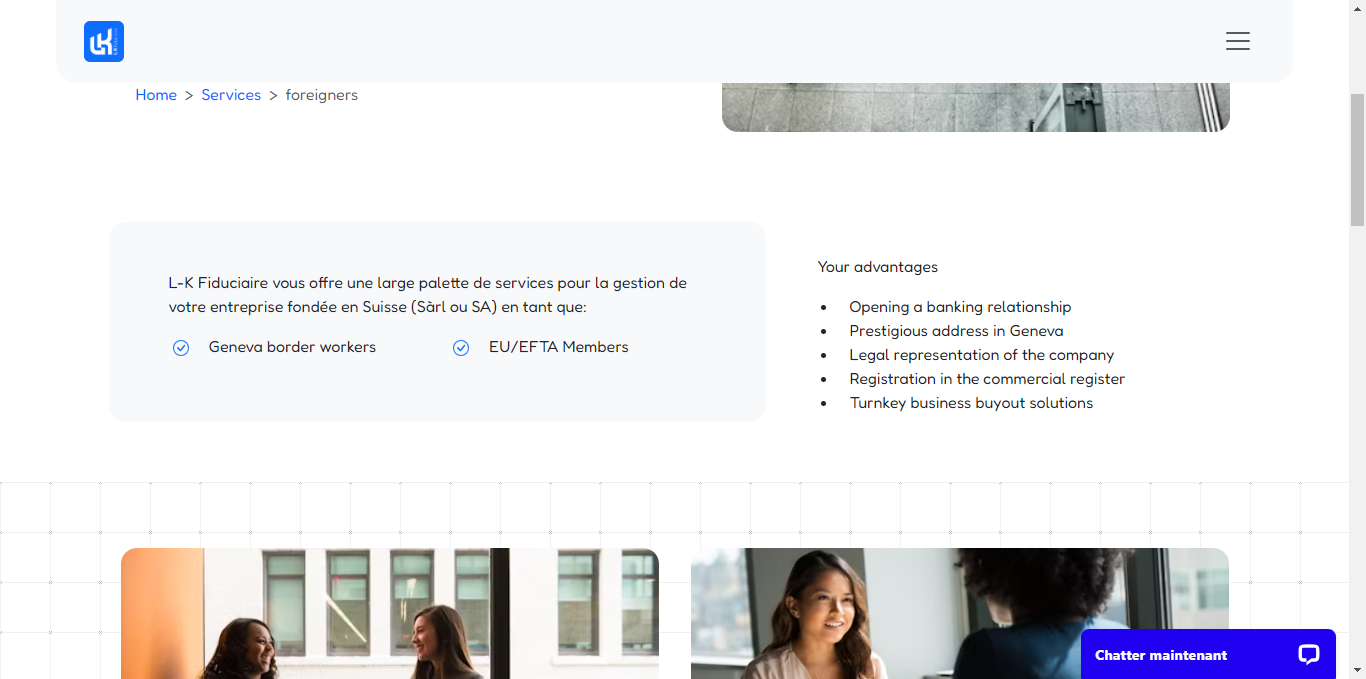 LK
Home > Services > foreigners
L-K Fiduciaire vous offre une large palette de services pour la gestion de
votre entreprise fondée en Suisse (Sàrl ou SA) en tant que:
Geneva border workers
EU/EFTA Members
Your advantages
• Opening a banking relationship
• Prestigious address in Geneva
• Legal representation of the company
• Registration in the commercial register
• Turnkey business buyout solutions
Chatter maintenant